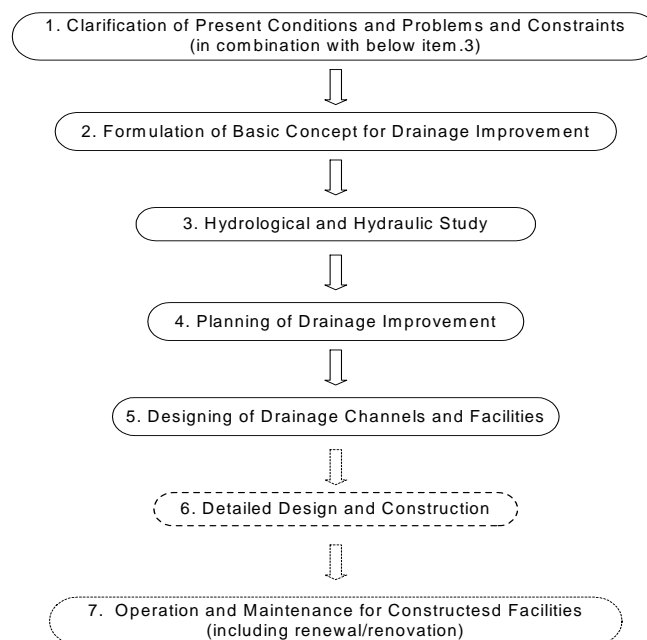 1. Clarification of Present Conditions and Problems and Constraints
(in combination with below item.3)
2. Formulation of Basic Concept for Drainage Improvement
3. Hydrological and Hydraulic Study
4. Planning of Drainage Improvement
5. Designing of Drainage Channels and Facilities
6. Detailed Design and Construction
7. Operation and Maintenance for Constructesd Facilities
(including renewal/renovation)